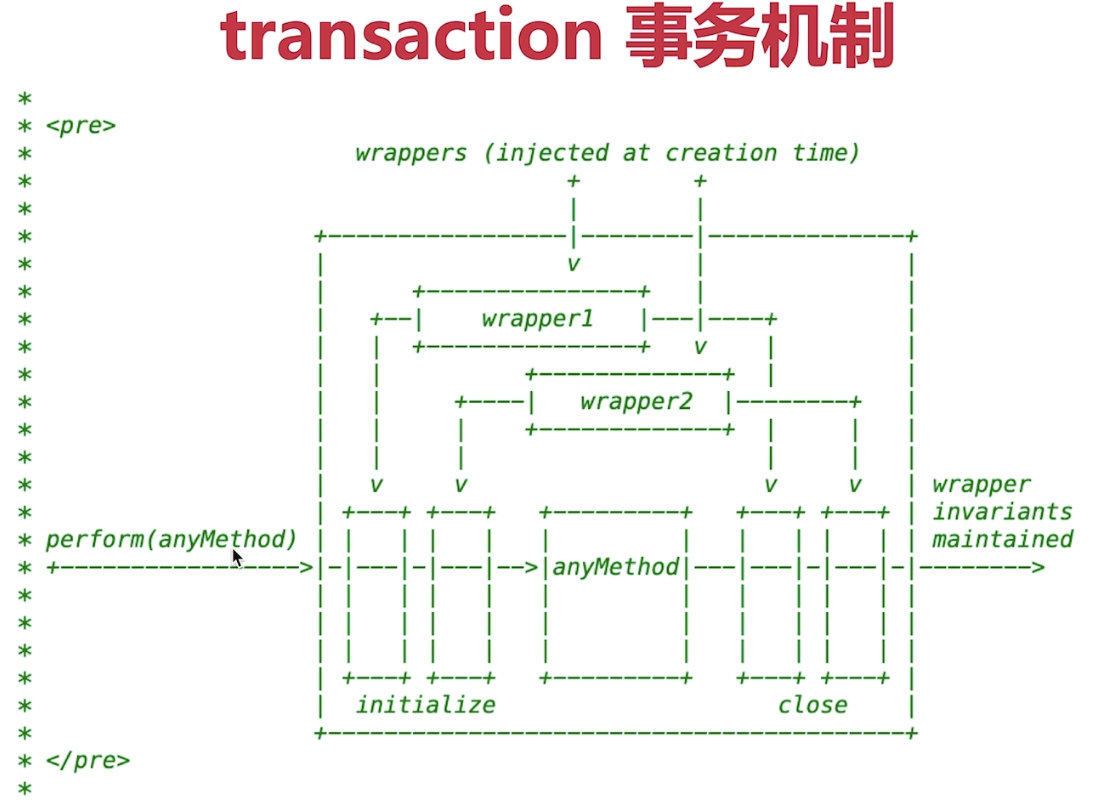 transaction 事务机制
*
* <pre>
*                       wrappers (injected at creation time)
*                                      +        +
*                                      |        |
*                    +-----------------|--------|--------------+
*                    |                 v        |              |
*                    |      +---------------+   |              |
*                    |   +--|    wrapper1   |---|----+         |
*                    |   |  +---------------+   v    |         |
*                    |   |          +-------------+  |         |
*                    |   |     +----|   wrapper2  |--------+   |
*                    |   |     |    +-------------+  |     |   |
*                    |   |     |                     |     |   |
*                    |   v     v                     v     v   | wrapper
*                    | +---+ +---+   +---------+   +---+ +---+ | invariants
* perform(anyMethod) | |   | |   |   |         |   |   | |   | | maintained
* +----------------->|-|---|-|---|-->|anyMethod|---|---|-|---|-|-------->
*                    | |   | |   |   |         |   |   | |   | |
*                    | |   | |   |   |         |   |   | |   | |
*                    | |   | |   |   |         |   |   | |   | |
*                    | +---+ +---+   +---------+   +---+ +---+ |
*                    |  initialize                    close    |
*                    +-----------------------------------------+
* </pre>
*